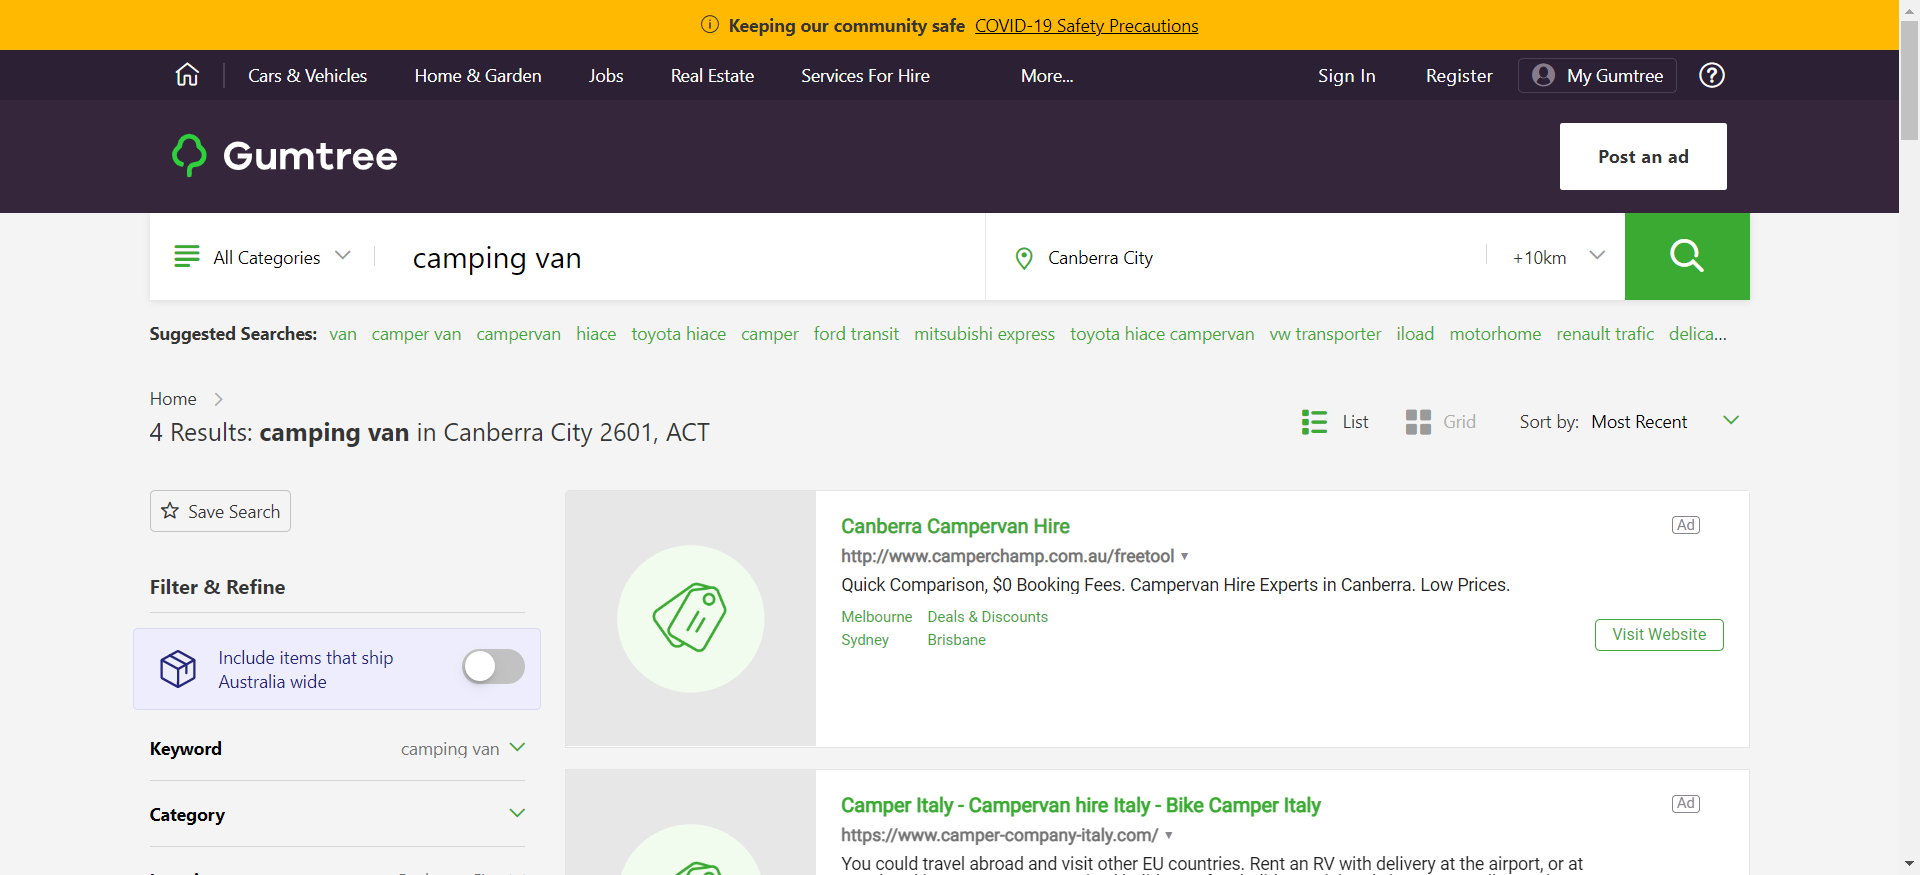 Keeping our community safe COVID-19 Safety Precautions
Cars & Vehicles Home & Garden Jobs Real Estate Services For Hire More... Sign In Register My Gumtree
Gumtree
Post an ad
All Categories camping van Canberra City +10km
Suggested Searches: van camper van campervan hiace toyota hiace camper ford transit mitsubishi express toyota hiace campervan vw transporter iload motorhome renault trafic delica...
Home
4 Results: camping van in Canberra City 2601, ACT
List Grid Sort by: Most Recent
Save Search
Filter & Refine
Include items that ship
Australia wide
Keyword camping van
Category
Canberra Campervan Hire
Ad
http://www.camperchamp.com.au/freetool
Quick Comparison, $0 Booking Fees. Campervan Hire Experts in Canberra. Low Prices.
Melbourne Deals & Discounts
Sydney Brisbane
Visit Website
Camper Italy - Campervan hire Italy - Bike Camper Italy
Ad
https://www.camper-company-italy.com/
You could travel abroad and visit other EU countries. Rent an RV with delivery at the airport, or at